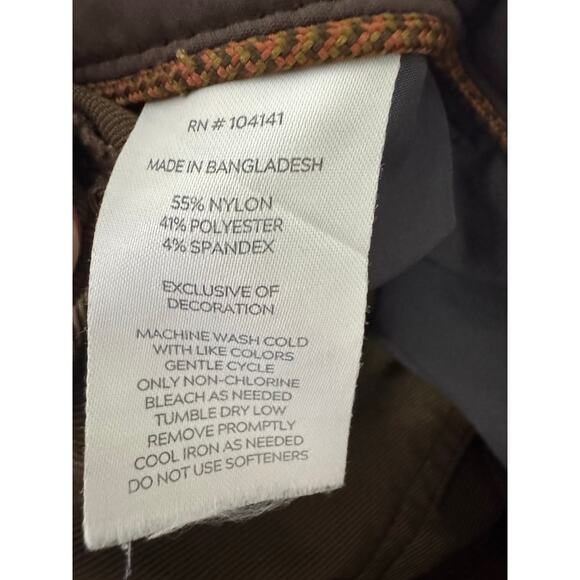 RN # 104141
MADE IN BANGLADESH
55% NYLON
41% POLYESTER
4% SPANDEX
EXCLUSIVE OF
DECORATION
MACHINE WASH COLD
WITH LIKE COLORS
GENTLE CYCLE
ONLY NON-CHLORINE
BLEACH AS NEEDED
TUMBLE DRY LOW
REMOVE PROMPTLY
COOL IRON AS NEEDED
DO NOT USE SOFTENERS